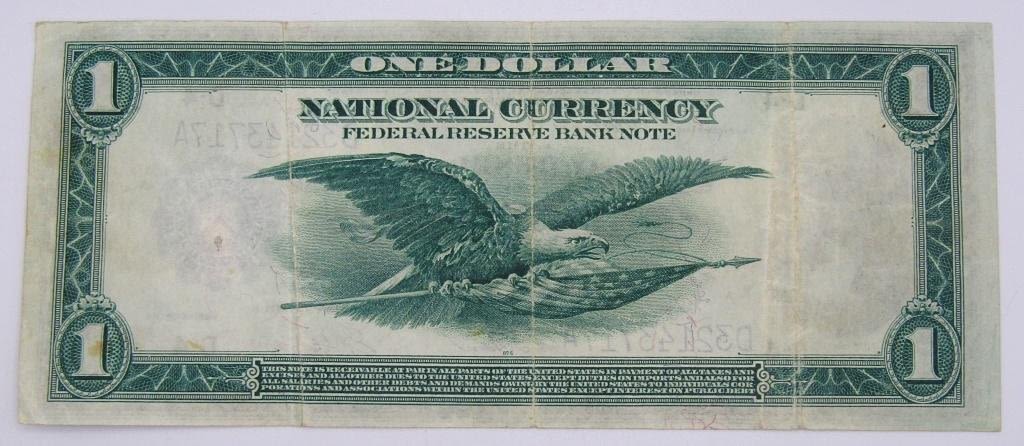 ONE DOLLAR
1 1
NATIONAL CURRENCY
FEDERAL RESERVE BANK NOTE
1 1
THIS NOTE IS RECEIVABLE AT PAR IN ALL PARTS OF THE UNITED STATES IN PAYMENT OF ALL TAXES AND
EXCISES AND ALL OTHER DUES TO THE UNITED STATES EXCEPT DUTIES ON IMPORTS AND ALSO FOR
ALL SALARIES AND OTHER DEBTS AND DEMANDS OWING BY THE UNITED STATES TO INDIVIDUALS COR
PORATIONS AND ASSOCIATIONS WITHIN THE UNITED STATES EXCEPT INTEREST ON PUBLIC DEBT